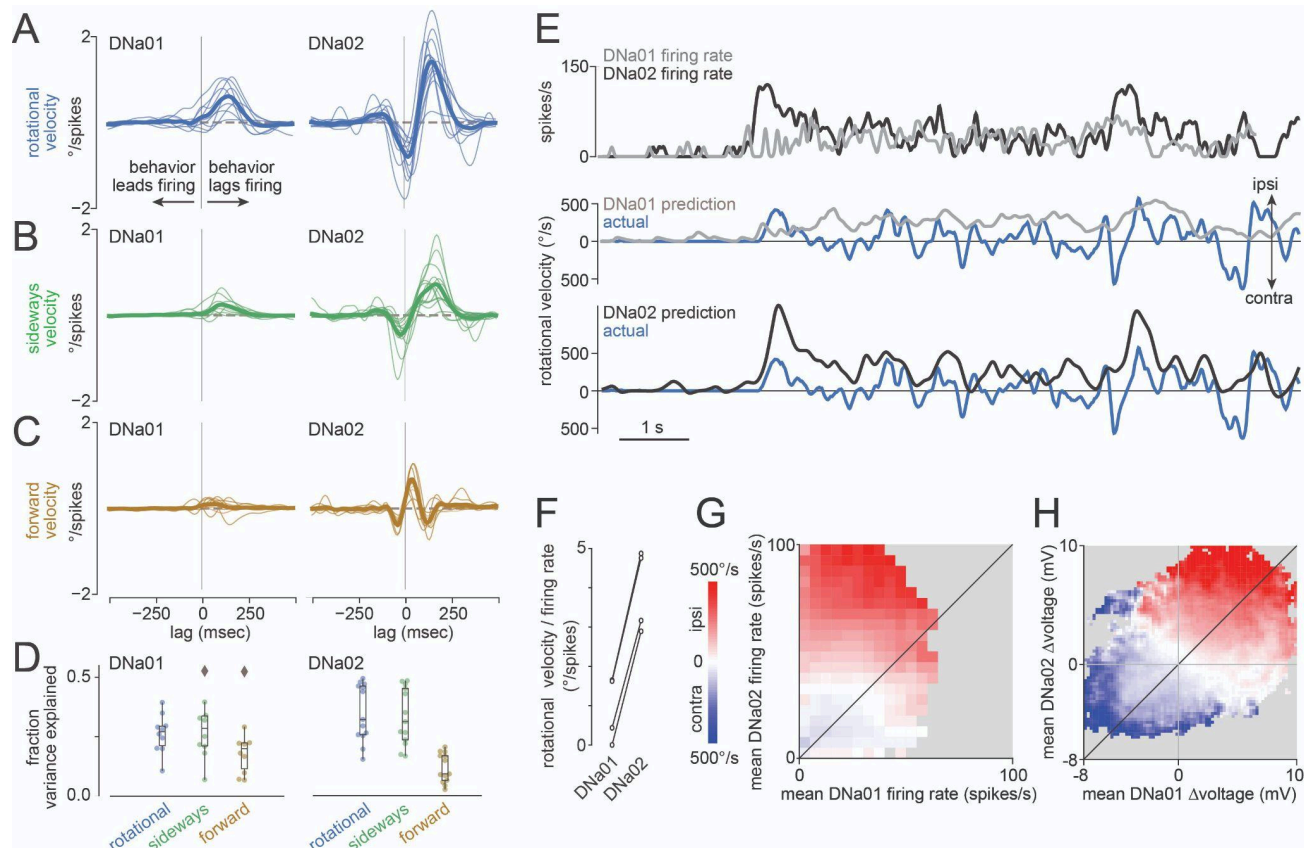 A
DNa01
DNa02
2
rotational
velocity
°/spikes
behavior
leads firing
behavior
lags firing
−2
B
DNa01
DNa02
2
sideways
velocity
°/spikes
−2
C
DNa01
DNa02
2
forward
velocity
°/spikes
−2
−250
0
250
−250
0
250
lag (msec)
lag (msec)
D
DNa01
DNa02
0.5
fraction
variance explained
0.0
rotational
sideways
forward
rotational
sideways
forward
E
DNa01 firing rate
DNa02 firing rate
150
spikes/s
0
ipsi
500
DNa01 prediction
actual
0
500
contra
rotational velocity (°/s)
DNa02 prediction
actual
500
0
500
1 s
F
5
rotational velocity / firing rate
(°/spikes)
0
DNa01
DNa02
G
500°/s
ipsi
0
contra
500°/s
100
mean DNa02 firing rate (spikes/s)
0
0
100
mean DNa01 firing rate (spikes/s)
H
10
mean DNa02 Δvoltage (mV)
0
-8
-8
0
10
mean DNa01 Δvoltage (mV)